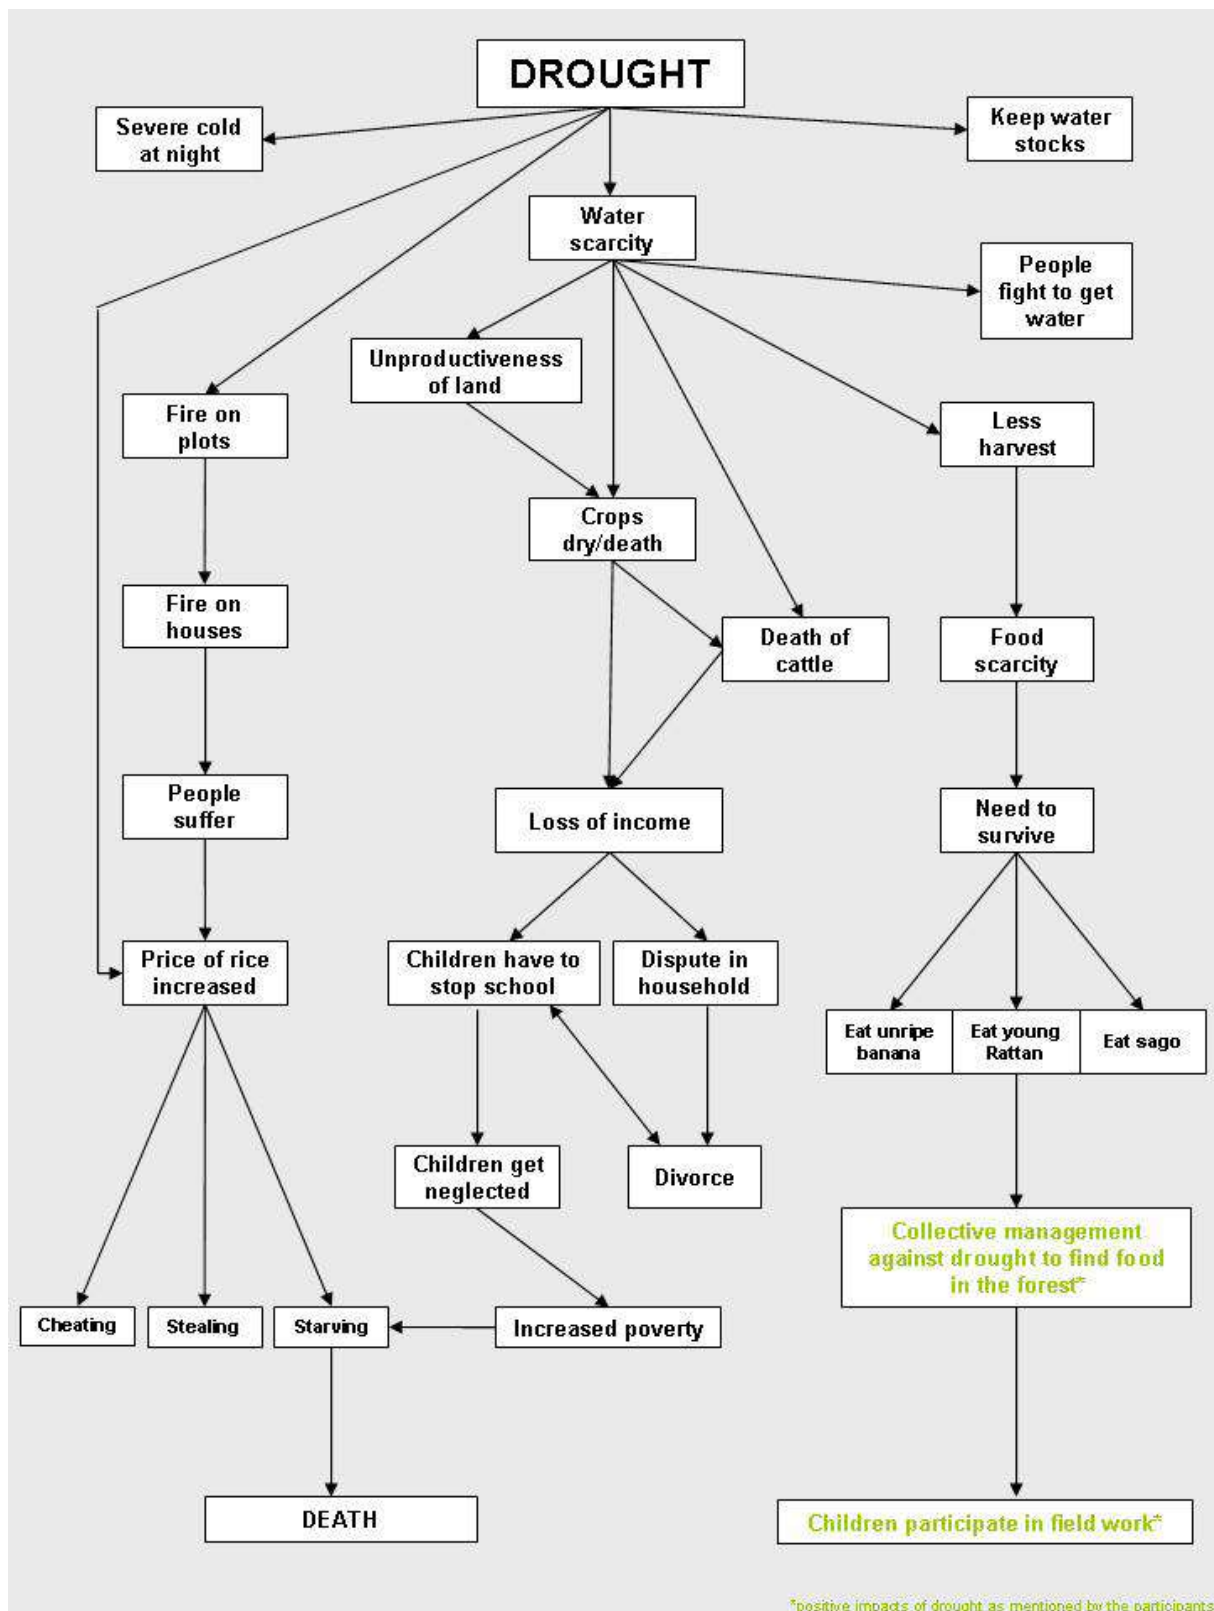 DROUGHT
Severe cold
at night
Keep water
stocks
Water
scarcity
People
fight to get
water
Unproductiveness
of land
Fire on
plots
Less
harvest
Crops
dry/death
Fire on
houses
Death of
cattle
Food
scarcity
People
suffer
Loss of income
Need to
survive
Price of rice
increased
Children have to
stop school
Dispute in
household
Eat unripe
banana
Eat young
Rattan
Eat sago
Children get
neglected
Divorce
Collective management
against drought to find food
in the forest*
Cheating
Stealing
Starving
Increased poverty
DEATH
Children participate in field work*
*positive impacts of drought as mentioned by the participants